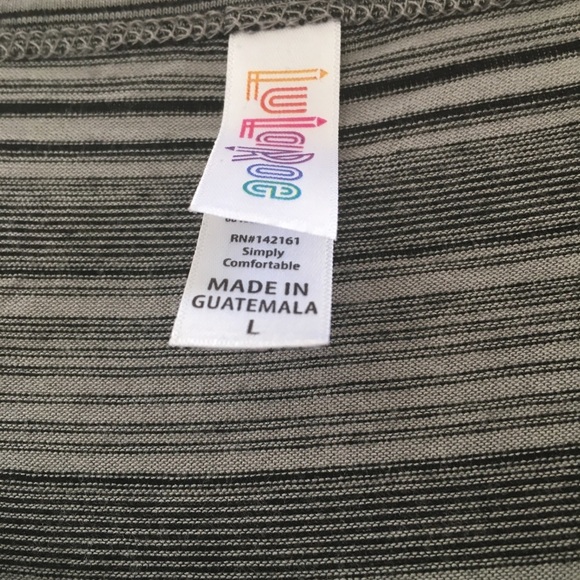 LuLaRoe
RN#142161
Simply
Comfortable
MADE IN
GUATEMALA
L